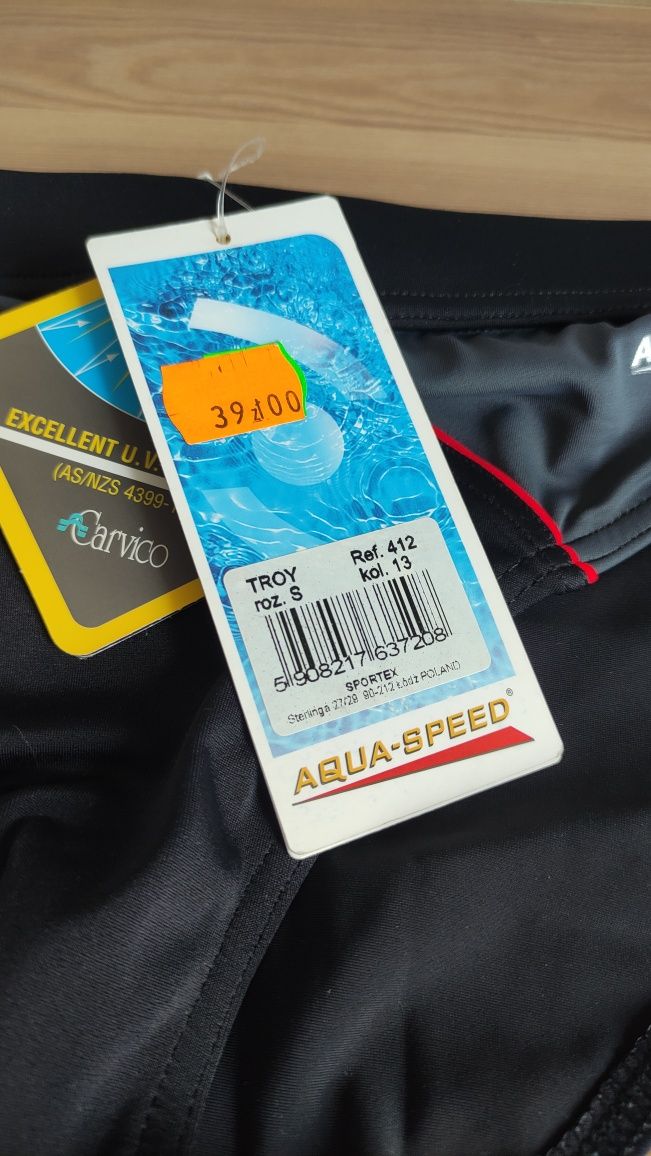 39 zł 00
EXCELLENT U.V.
(AS/NZS 4399-
Carvico
TROY Ref. 412
roz. S kol. 13
5 908217 637208
SPORTEX
Sterlinga 27/29 90-212 Łódź POLAND
AQUA-SPEED®
A